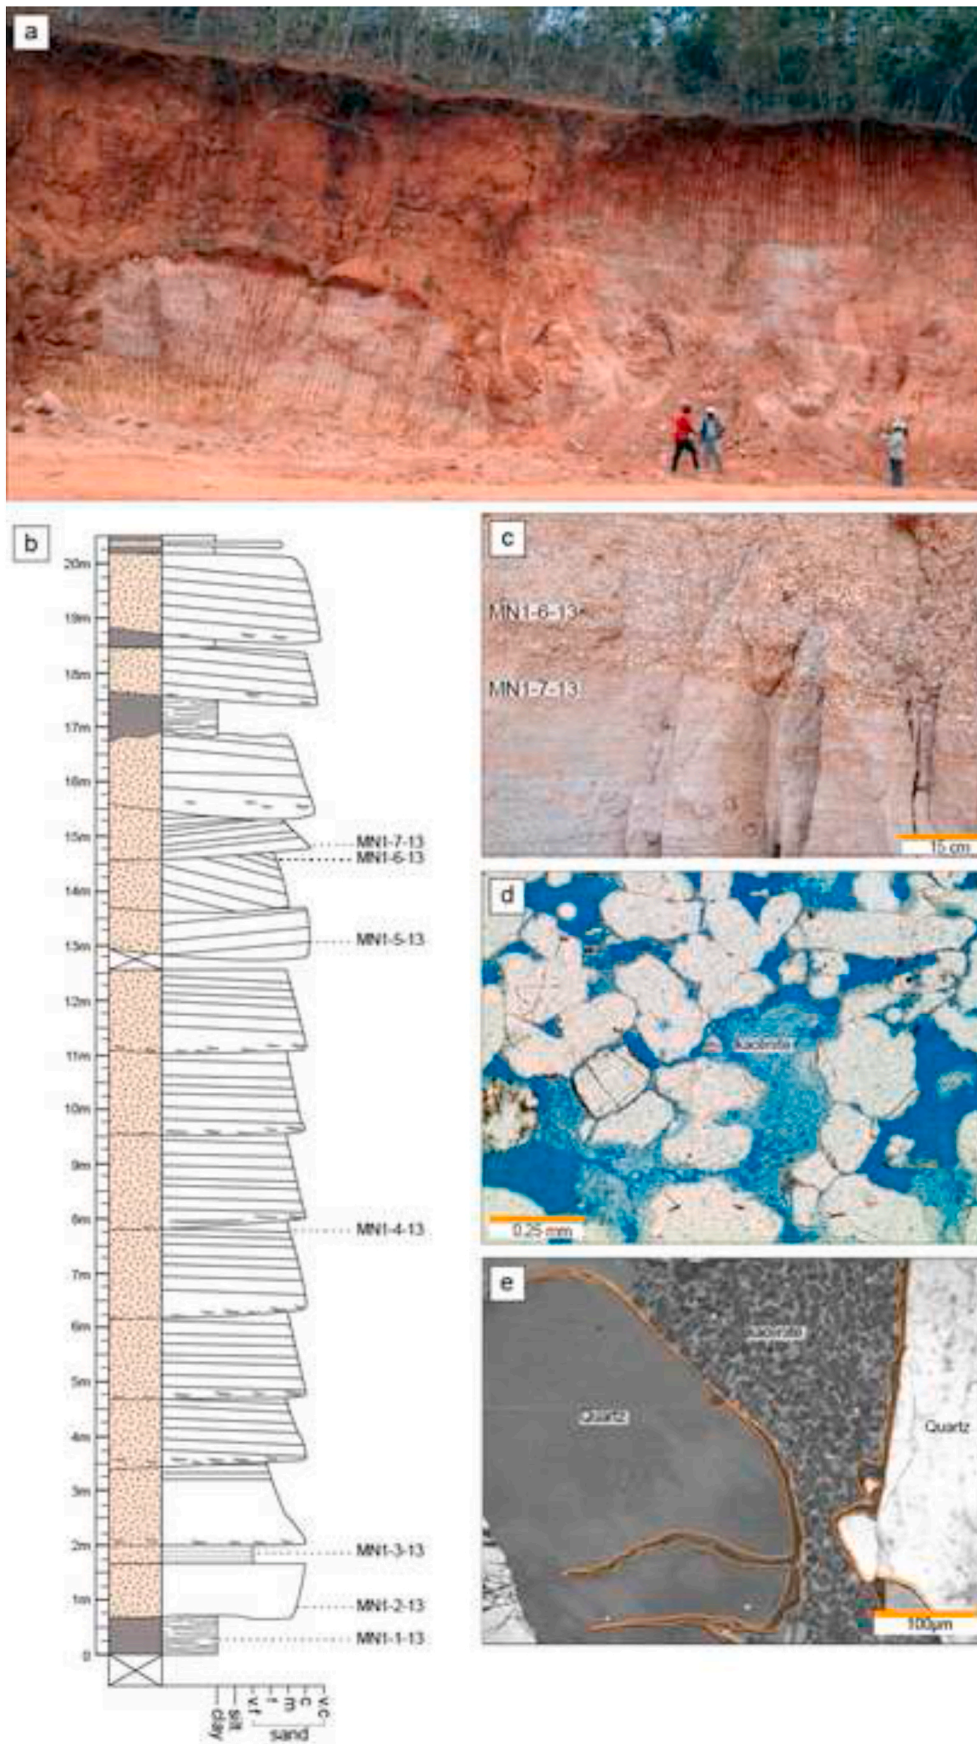 a
b
20m
19m
18m
17m
16m
15m
14m
13m
12m
11m
10m
9m
8m
7m
6m
5m
4m
3m
2m
1m
0
MN1-7-13
MN1-6-13
MN1-5-13
MN1-4-13
MN1-3-13
MN1-2-13
MN1-1-13
clay
silt
v.f
f
m
c
v.c
sand
c
MN1-6-13
MN1-7-13
15 cm
d
kaolinite
0.25 mm
e
kaolinite
Quartz
Quartz
100µm